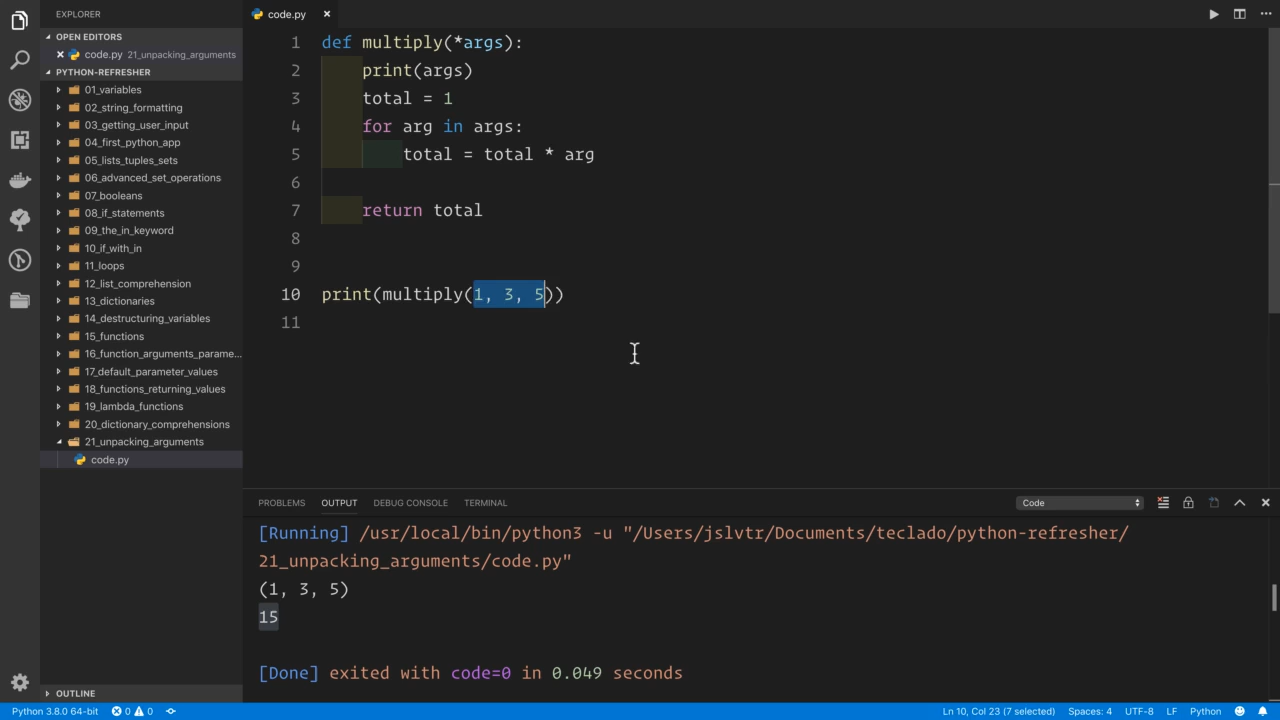 EXPLORER
OPEN EDITORS
code.py 21_unpacking_arguments
PYTHON-REFRESHER
01_variables
02_string_formatting
03_getting_user_input
04_first_python_app
05_lists_tuples_sets
06_advanced_set_operations
07_booleans
08_if_statements
09_the_in_keyword
10_if_with_in
11_loops
12_list_comprehension
13_dictionaries
14_destructuring_variables
15_functions
16_function_arguments_parame...
17_default_parameter_values
18_functions_returning_values
19_lambda_functions
20_dictionary_comprehensions
21_unpacking_arguments
code.py
OUTLINE
code.py
1 def multiply(*args):
2 print(args)
3 total = 1
4 for arg in args:
5 total = total * arg
6
7 return total
8
9
10 print(multiply(1, 3, 5))
11
PROBLEMS OUTPUT DEBUG CONSOLE TERMINAL Code
[Running] /usr/local/bin/python3 -u "/Users/jslvtr/Documents/teclado/python-refresher/
21_unpacking_arguments/code.py"
(1, 3, 5)
15
[Done] exited with code=0 in 0.049 seconds
Python 3.8.0 64-bit 0 0 Ln 10, Col 23 (7 selected) Spaces: 4 UTF-8 LF Python